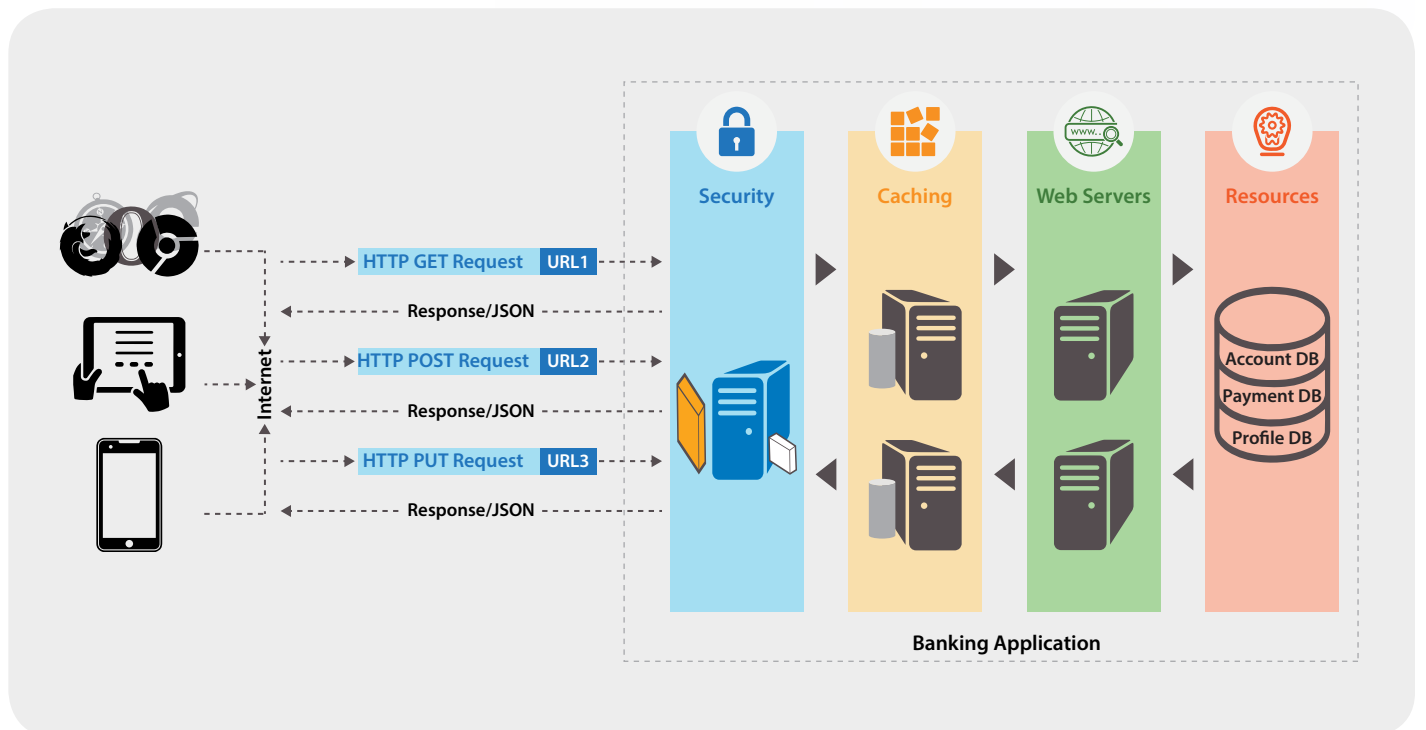 Security
Caching
Web Servers
Resources
www..
Internet
HTTP GET Request URL1
Response/JSON
HTTP POST Request URL2
Response/JSON
HTTP PUT Request URL3
Response/JSON
Account DB
Payment DB
Profile DB
Banking Application